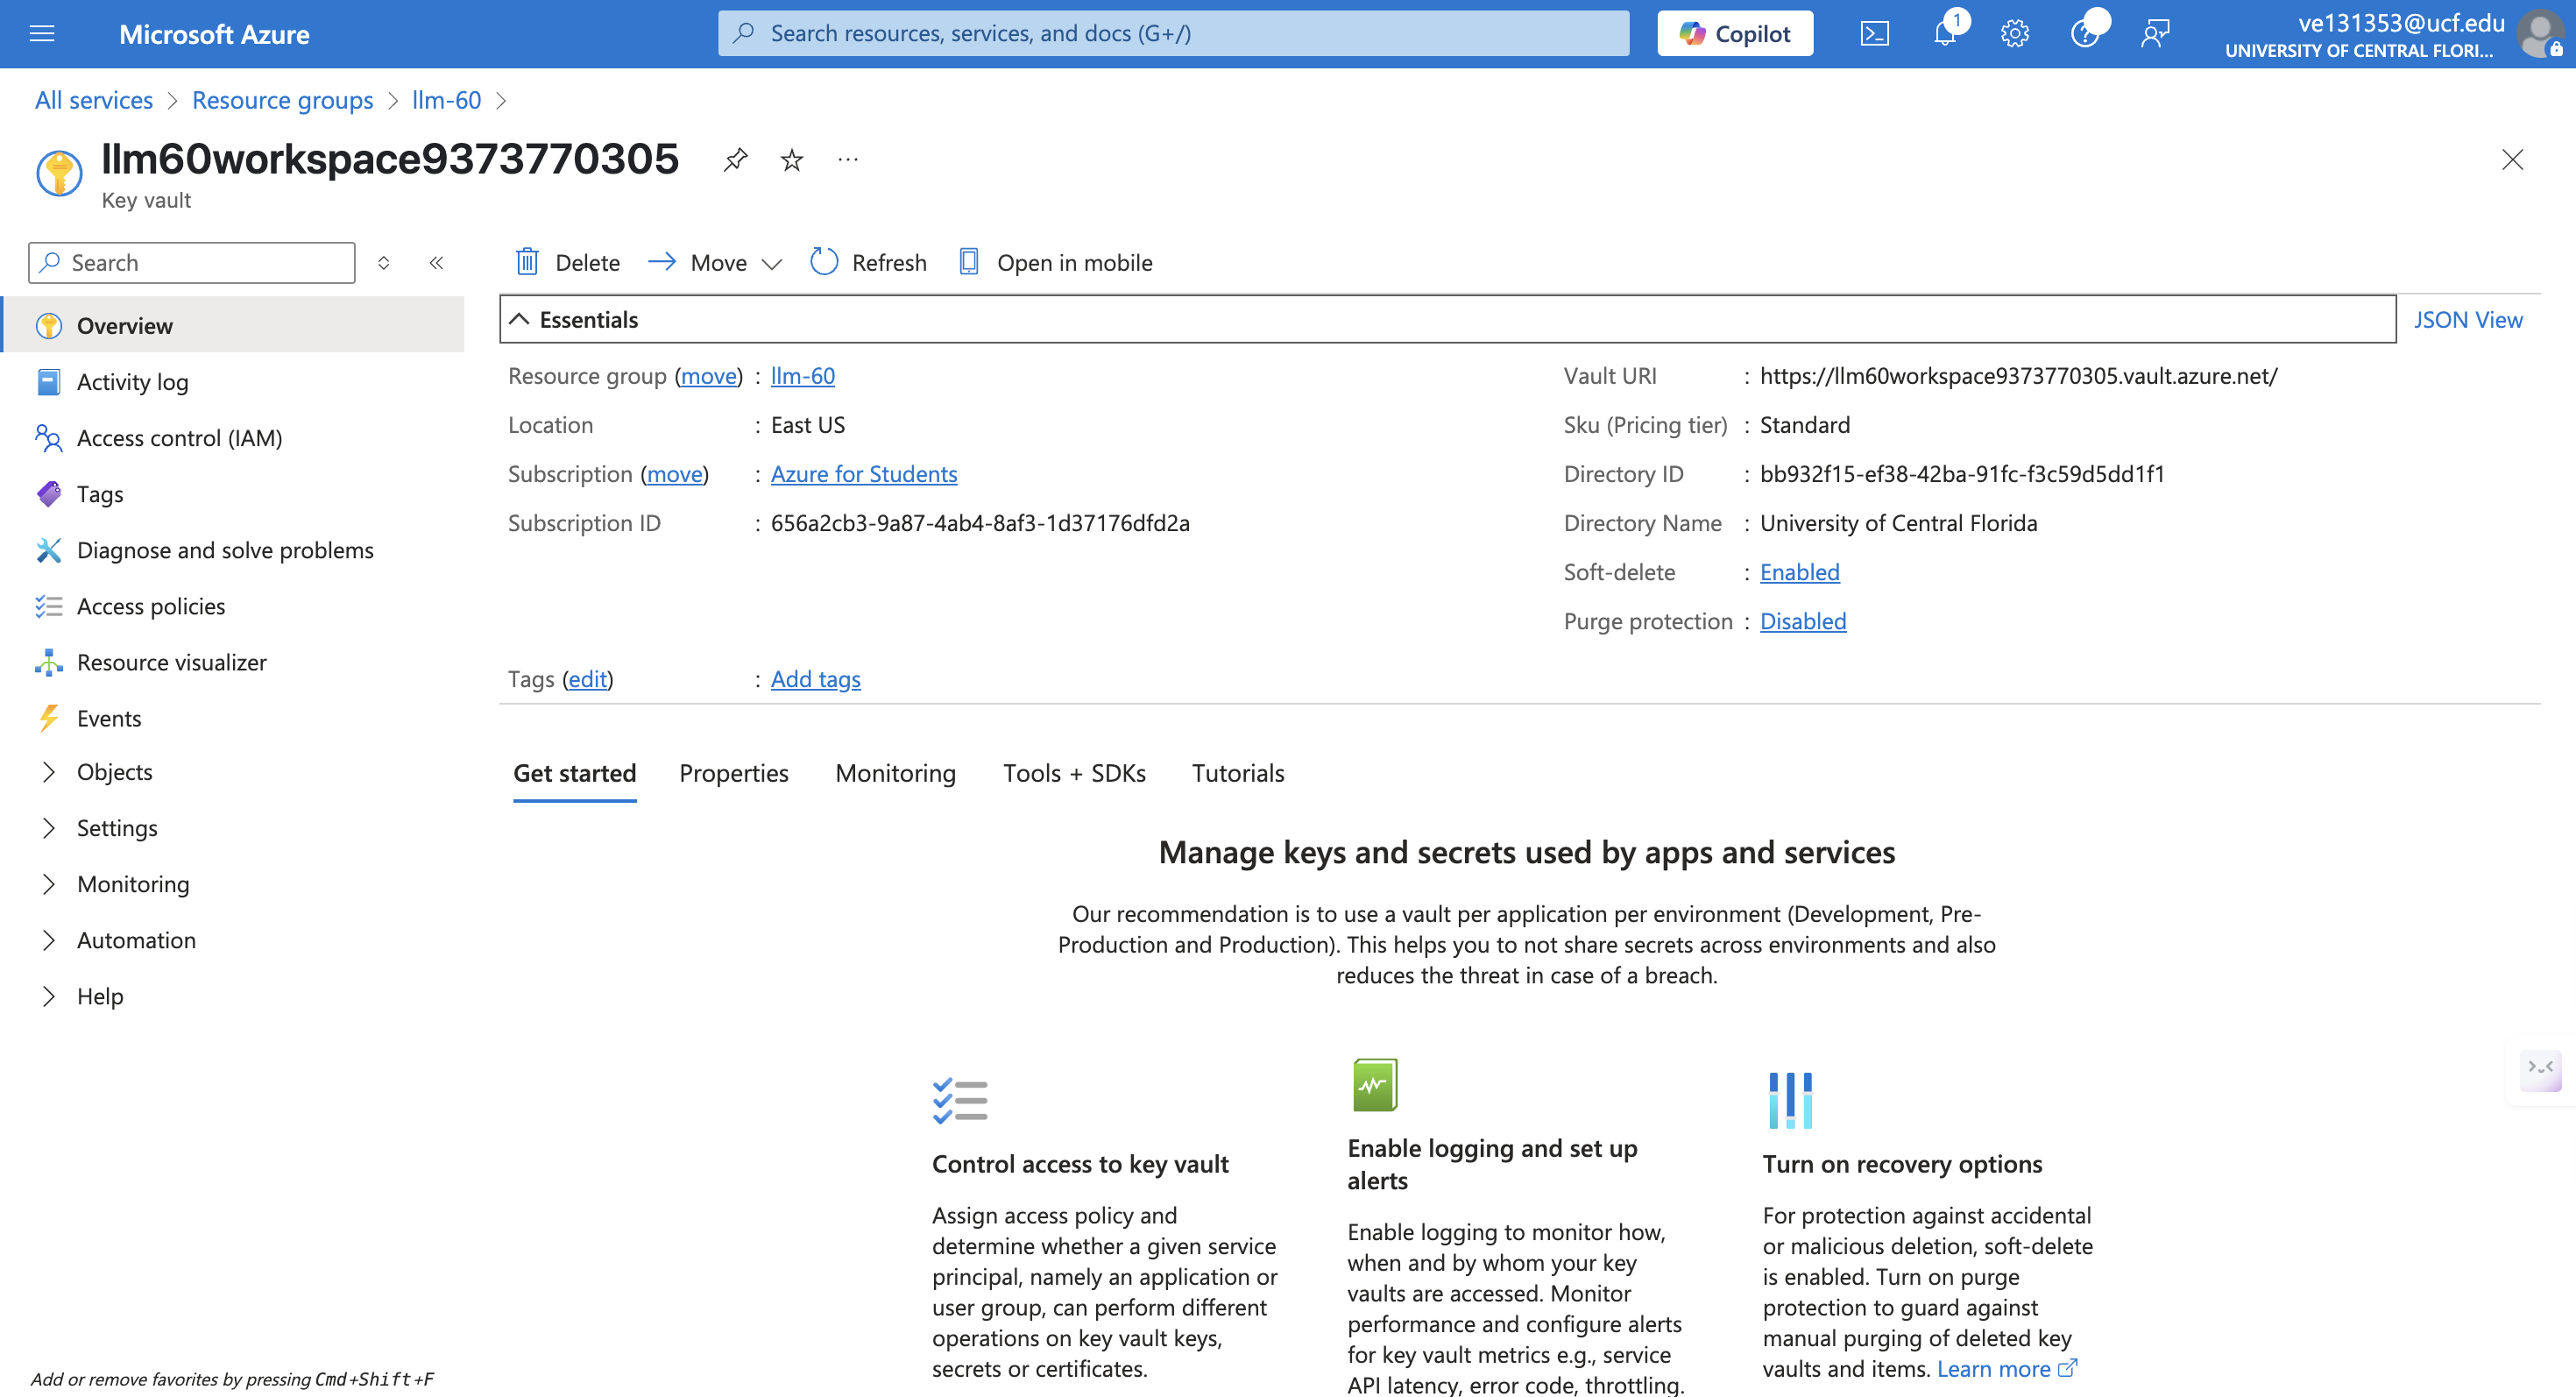 Microsoft Azure
Search resources, services, and docs (G+/)
Copilot
1
ve131353@ucf.edu
UNIVERSITY OF CENTRAL FLORI...
All services > Resource groups > llm-60 >
llm60workspace9373770305
Key vault
Search
Delete
Move
Refresh
Open in mobile
Overview
Activity log
Access control (IAM)
Tags
Diagnose and solve problems
Access policies
Resource visualizer
Events
Objects
Settings
Monitoring
Automation
Help
Essentials
JSON View
Resource group (move) : llm-60
Location : East US
Subscription (move) : Azure for Students
Subscription ID : 656a2cb3-9a87-4ab4-8af3-1d37176dfd2a
Vault URI : https://llm60workspace9373770305.vault.azure.net/
Sku (Pricing tier) : Standard
Directory ID : bb932f15-ef38-42ba-91fc-f3c59d5dd1f1
Directory Name : University of Central Florida
Soft-delete : Enabled
Purge protection : Disabled
Tags (edit) : Add tags
Get started
Properties
Monitoring
Tools + SDKs
Tutorials
Manage keys and secrets used by apps and services
Our recommendation is to use a vault per application per environment (Development, Pre-
Production and Production). This helps you to not share secrets across environments and also
reduces the threat in case of a breach.
Control access to key vault
Assign access policy and
determine whether a given service
principal, namely an application or
user group, can perform different
operations on key vault keys,
secrets or certificates.
Enable logging and set up
alerts
Enable logging to monitor how,
when and by whom your key
vaults are accessed. Monitor
performance and configure alerts
for key vault metrics e.g., service
API latency, error code, throttling.
Turn on recovery options
For protection against accidental
or malicious deletion, soft-delete
is enabled. Turn on purge
protection to guard against
manual purging of deleted key
vaults and items. Learn more
Add or remove favorites by pressing Cmd+Shift+F